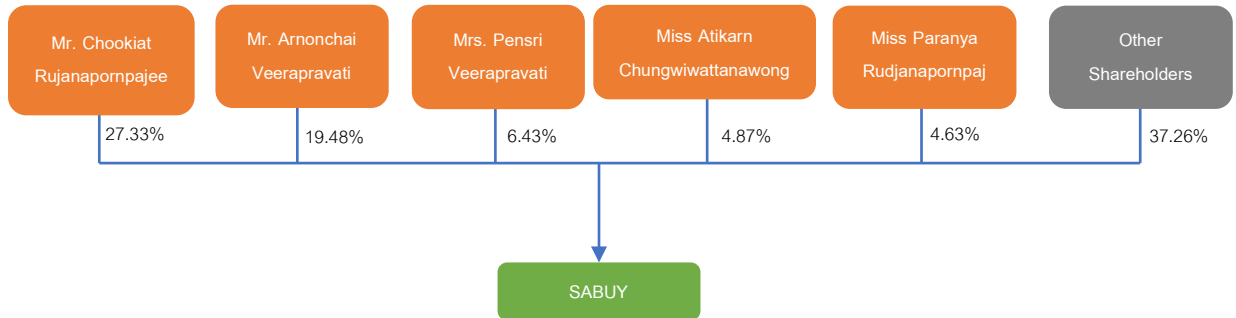 Mr. Chookiat
Rujanapornpajee
Mr. Arnonchai
Veerapravati
Mrs. Pensri
Veerapravati
Miss Atikarn
Chungwiwattanawong
Miss Paranya
Rudjanapornpaj
Other
Shareholders
27.33%
19.48%
6.43%
4.87%
4.63%
37.26%
SABUY